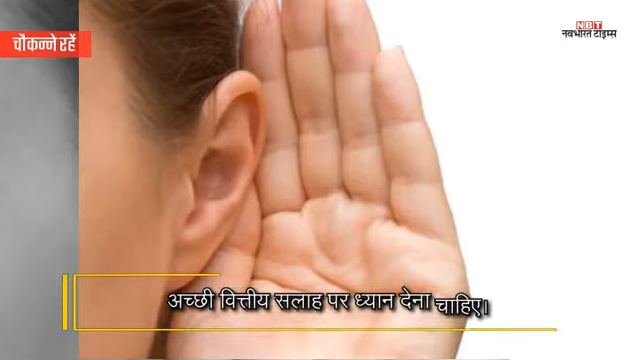 चौकन्ने रहें
NBT
नवभारत टाइम्स
अच्छी वित्तीय सलाह पर ध्यान देना चाहिए।